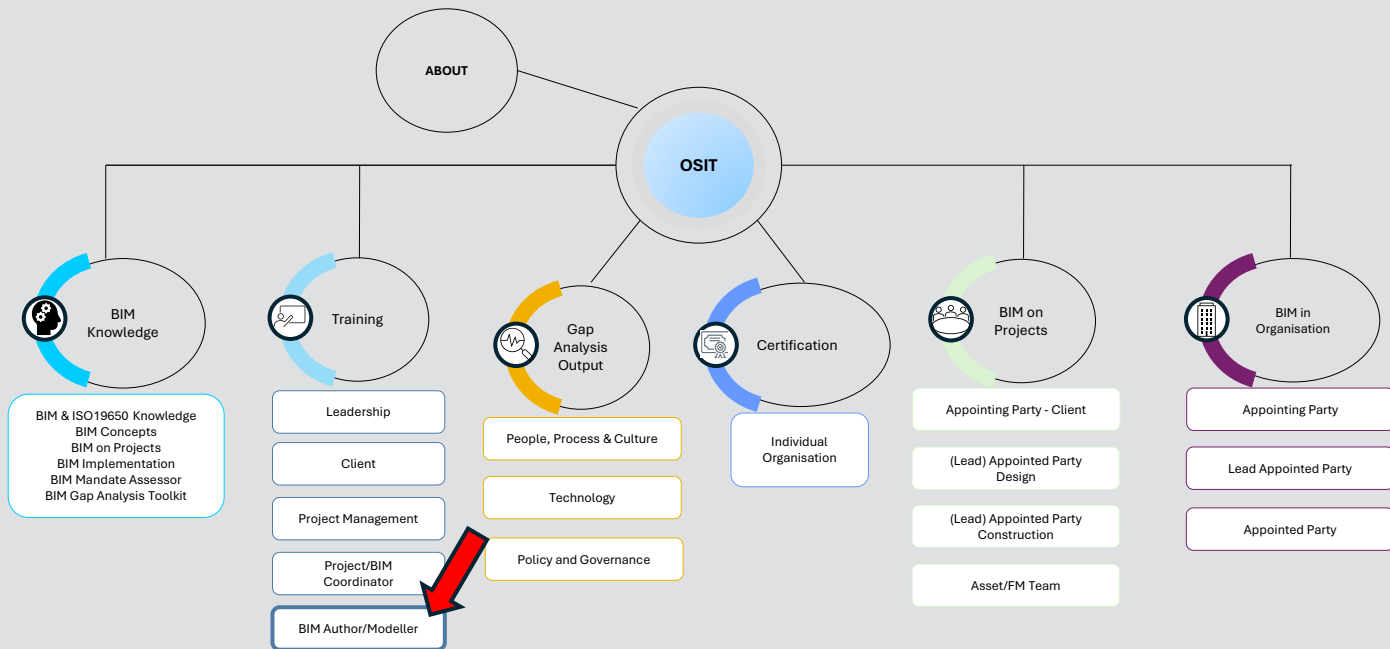 ABOUT
OSIT
BIM
Knowledge
BIM & ISO19650 Knowledge
BIM Concepts
BIM on Projects
BIM Implementation
BIM Mandate Assessor
BIM Gap Analysis Toolkit
Training
Leadership
Client
Project Management
Project/BIM
Coordinator
BIM Author/Modeller
Gap
Analysis
Output
People, Process & Culture
Technology
Policy and Governance
Certification
Individual
Organisation
BIM on
Projects
Appointing Party - Client
(Lead) Appointed Party
Design
(Lead) Appointed Party
Construction
Asset/FM Team
BIM in
Organisation
Appointing Party
Lead Appointed Party
Appointed Party